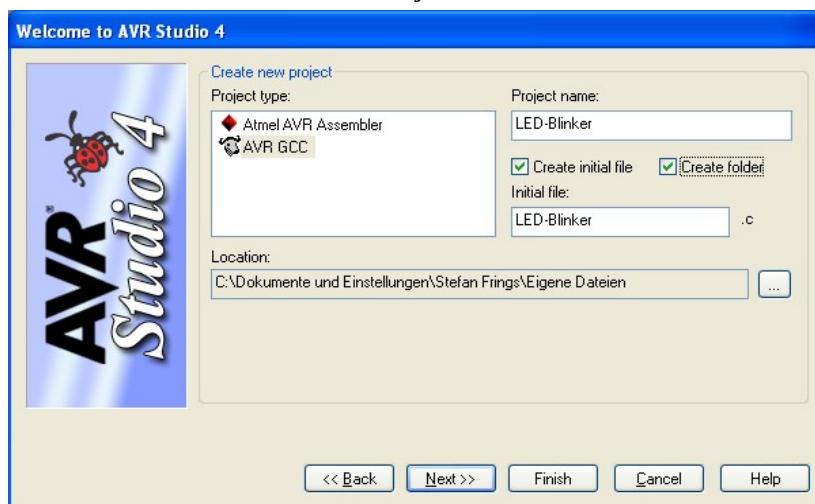 Welcome to AVR Studio 4
AVR® Studio 4
Create new project
Project type:
Atmel AVR Assembler
AVR GCC
Project name:
LED-Blinker
Create initial file
Create folder
Initial file:
LED-Blinker .c
Location:
C:\Dokumente und Einstellungen\Stefan Frings\Eigene Dateien
...
<< Back
Next >>
Finish
Cancel
Help